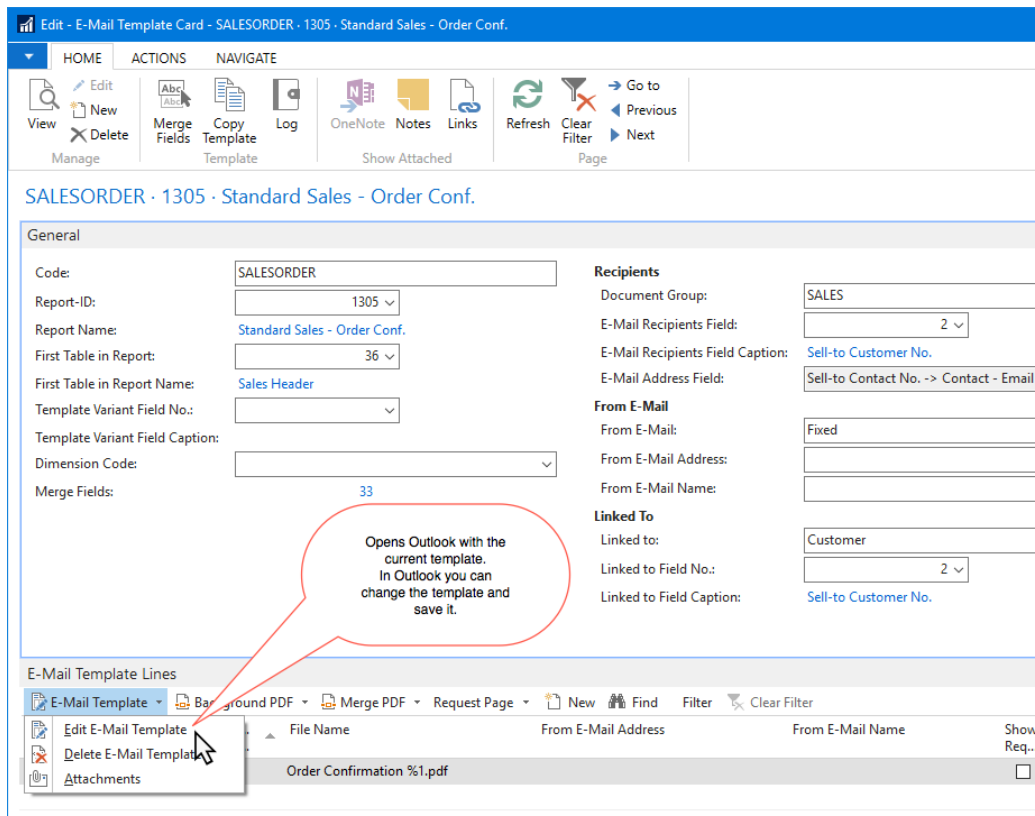 Edit - E-Mail Template Card - SALESORDER · 1305 · Standard Sales - Order Conf.
HOME ACTIONS NAVIGATE
View
Edit
New
Delete
Manage
Abc
Abc
Merge Fields
Copy Template
Log
Template
OneNote
Notes
Links
Show Attached
Refresh
Clear Filter
Go to
Previous
Next
Page
SALESORDER · 1305 · Standard Sales - Order Conf.
General
Code: SALESORDER
Report-ID: 1305
Report Name: Standard Sales - Order Conf.
First Table in Report: 36
First Table in Report Name: Sales Header
Template Variant Field No.:
Template Variant Field Caption:
Dimension Code:
Merge Fields: 33
Recipients
Document Group: SALES
E-Mail Recipients Field: 2
E-Mail Recipients Field Caption: Sell-to Customer No.
E-Mail Address Field: Sell-to Contact No. -> Contact - Email
From E-Mail
From E-Mail: Fixed
From E-Mail Address:
From E-Mail Name:
Linked To
Linked to: Customer
Linked to Field No.: 2
Linked to Field Caption: Sell-to Customer No.
Opens Outlook with the
current template.
In Outlook you can
change the template and
save it.
E-Mail Template Lines
E-Mail Template Background PDF Merge PDF Request Page New Find Filter Clear Filter
Edit E-Mail Template
Delete E-Mail Template
Attachments
File Name From E-Mail Address From E-Mail Name Show
Req...
Order Confirmation %1.pdf